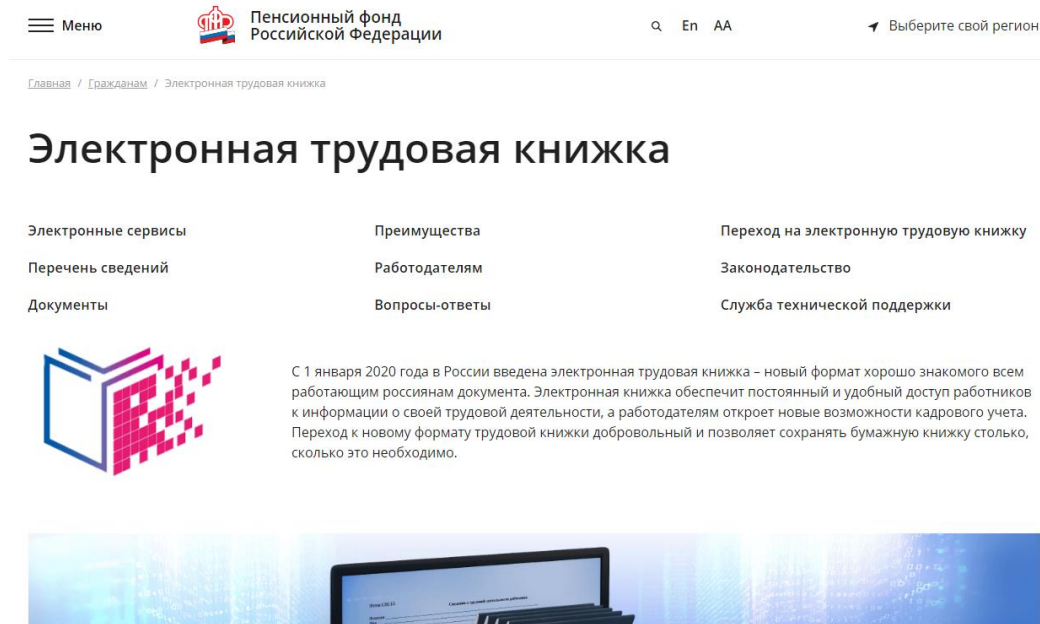 Меню
Пенсионный фонд
Российской Федерации
En AA
Выберите свой регион
Главная / Гражданам / Электронная трудовая книжка
Электронная трудовая книжка
Электронные сервисы
Преимущества
Переход на электронную трудовую книжку
Перечень сведений
Работодателям
Законодательство
Документы
Вопросы-ответы
Служба технической поддержки
С 1 января 2020 года в России введена электронная трудовая книжка – новый формат хорошо знакомого всем
работающим россиянам документа. Электронная книжка обеспечит постоянный и удобный доступ работников
к информации о своей трудовой деятельности, а работодателям откроет новые возможности кадрового учета.
Переход к новому формату трудовой книжки добровольный и позволяет сохранять бумажную книжку столько,
сколько это необходимо.